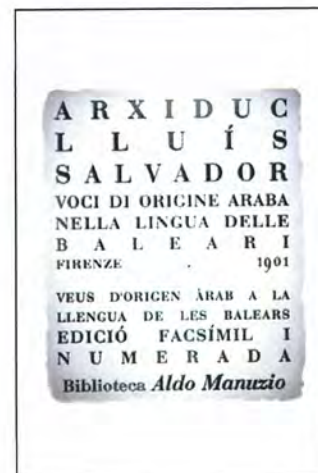 ARXIDUC
LLUÍS
SALVADOR
VOCI DI ORIGINE ARABA
NELLA LINGUA DELLE
BALEARI
FIRENZE . 1901
VEUS D'ORIGEN ÀRAB A LA
LLENGUA DE LES BALEARS
EDICIÓ FACSÍMIL I
NUMERADA
Biblioteca Aldo Manuzio